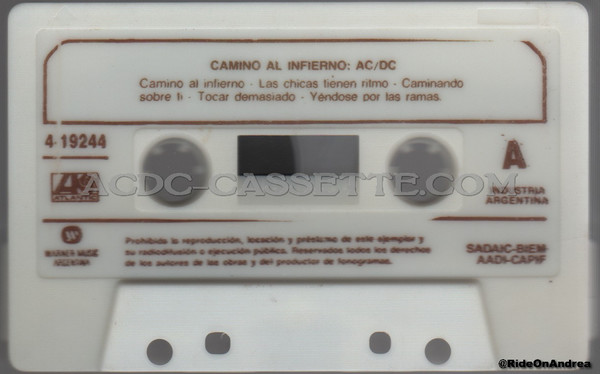 CAMINO AL INFIERNO: AC/DC
Camino al infierno - Las chicas tienen ritmo - Caminando
sobre ti - Tocar demasiado - Yéndose por las ramas.
4-19244
A
ATLANTIC
ACDC-CASSETTE.COM
INDUSTRIA
ARGENTINA
WARNER MUSIC
ARGENTINA
Prohibida la reproducción, locación y préstamo de este ejemplar y
su radiodifusión o ejecución pública. Reservados todos los derechos
de los autores de las obras y del productor de fonogramas.
SADAIC-BIEM
AADI-CAPIF
@RideOnAndrea